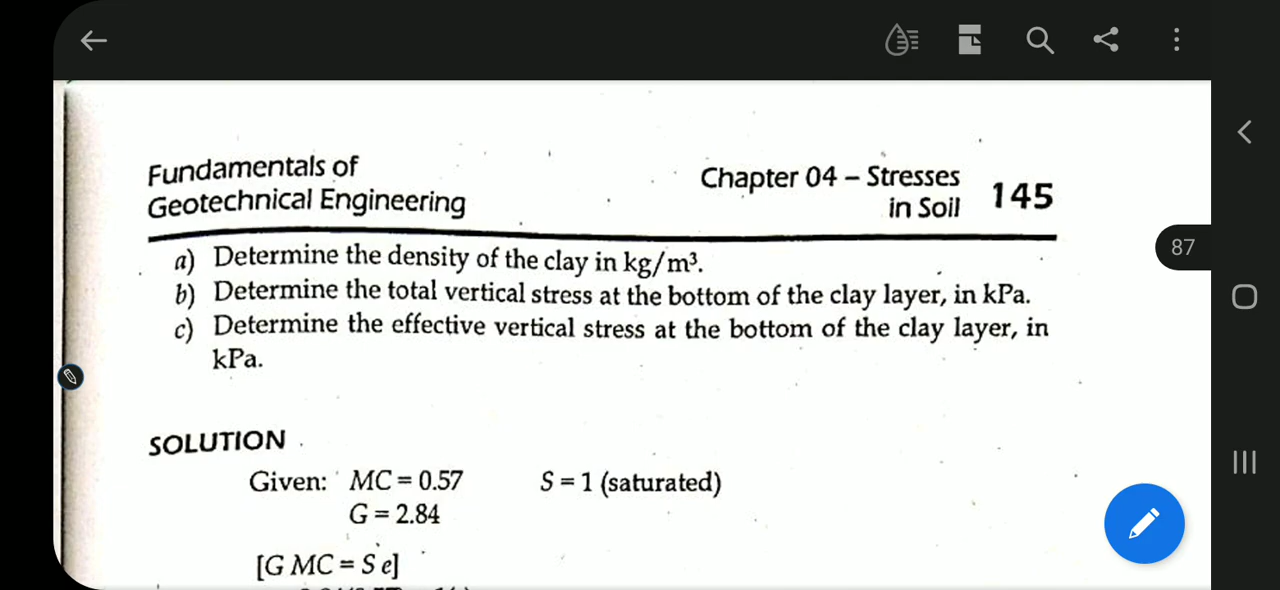 Fundamentals of
Geotechnical Engineering
Chapter 04 – Stresses
in Soil
145
87
a) Determine the density of the clay in kg/m³.
b) Determine the total vertical stress at the bottom of the clay layer, in kPa.
c) Determine the effective vertical stress at the bottom of the clay layer, in
kPa.
SOLUTION
Given: MC = 0.57 S = 1 (saturated)
G = 2.84
[G MC = S e]